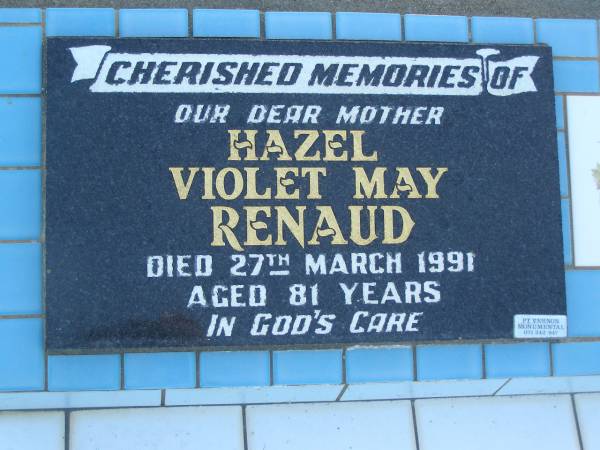 CHERISHED MEMORIES OF
OUR DEAR MOTHER
HAZEL
VIOLET MAY
RENAUD
DIED 27TH MARCH 1991
AGED 81 YEARS
IN GOD'S CARE
MONUMENTAL